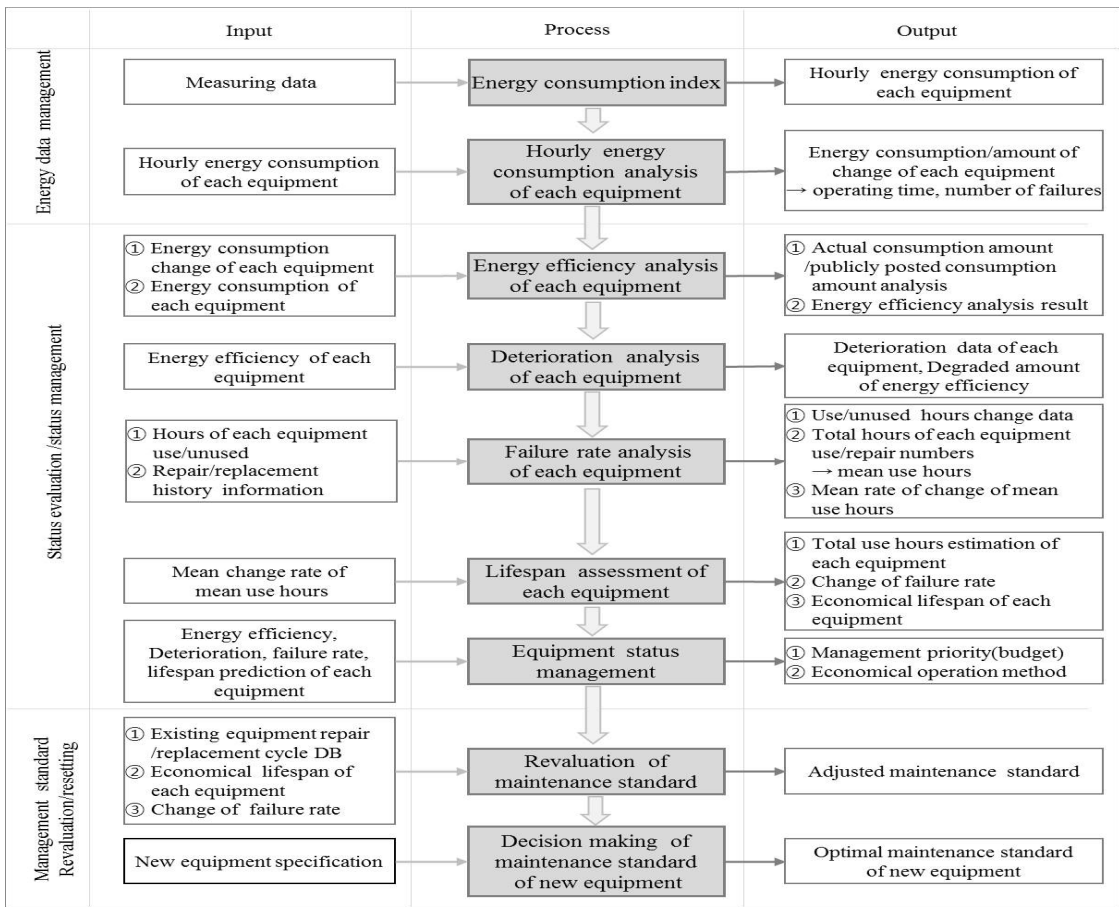 Input
Process
Output
Energy data management
Measuring data
Energy consumption index
Hourly energy consumption of
each equipment
Hourly energy consumption
of each equipment
Hourly energy
consumption analysis
of each equipment
Energy consumption/amount of
change of each equipment
→ operating time, number of failures
Status evaluation/status management
① Energy consumption
change of each equipment
② Energy consumption of
each equipment
Energy efficiency analysis
of each equipment
① Actual consumption amount
/publicly posted consumption
amount analysis
② Energy efficiency analysis result
Energy efficiency of each
equipment
Deterioration analysis
of each equipment
Deterioration data of each
equipment, Degraded amount
of energy efficiency
① Hours of each equipment
use/unused
② Repair/replacement
history information
Failure rate analysis
of each equipment
① Use/unused hours change data
② Total hours of each equipment
use/repair numbers
→ mean use hours
③ Mean rate of change of mean
use hours
Mean change rate of
mean use hours
Lifespan assessment of
each equipment
① Total use hours estimation of
each equipment
② Change of failure rate
③ Economical lifespan of each
equipment
Energy efficiency,
Deterioration, failure rate,
lifespan prediction of each
equipment
Equipment status
management
① Management priority(budget)
② Economical operation method
Management standard
Revaluation/resetting
① Existing equipment repair
/replacement cycle DB
② Economical lifespan of
each equipment
③ Change of failure rate
Revaluation of
maintenance standard
Adjusted maintenance standard
New equipment specification
Decision making of
maintenance standard
of new equipment
Optimal maintenance standard
of new equipment